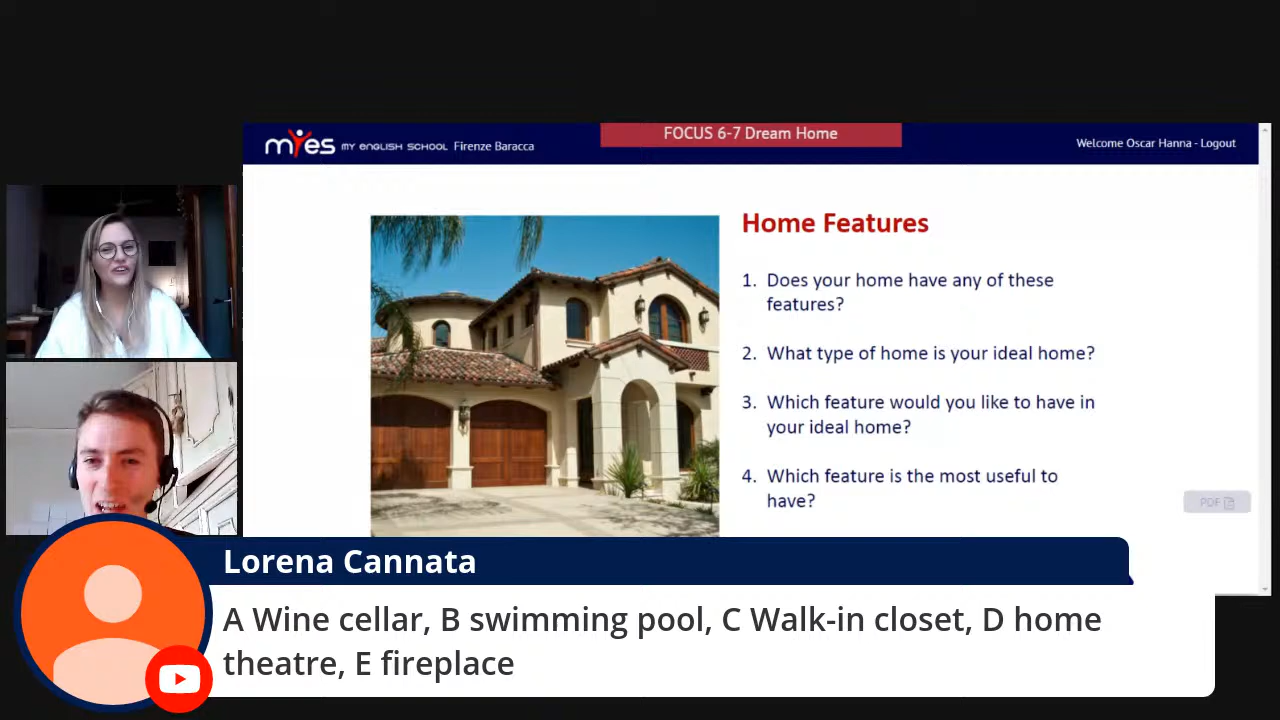 FOCUS 6-7 Dream Home
myes MY ENGLISH SCHOOL Firenze Baracca
Welcome Oscar Hanna - Logout
Home Features
1. Does your home have any of these
features?
2. What type of home is your ideal home?
3. Which feature would you like to have in
your ideal home?
4. Which feature is the most useful to
have?
PDF
Lorena Cannata
A Wine cellar, B swimming pool, C Walk-in closet, D home
theatre, E fireplace